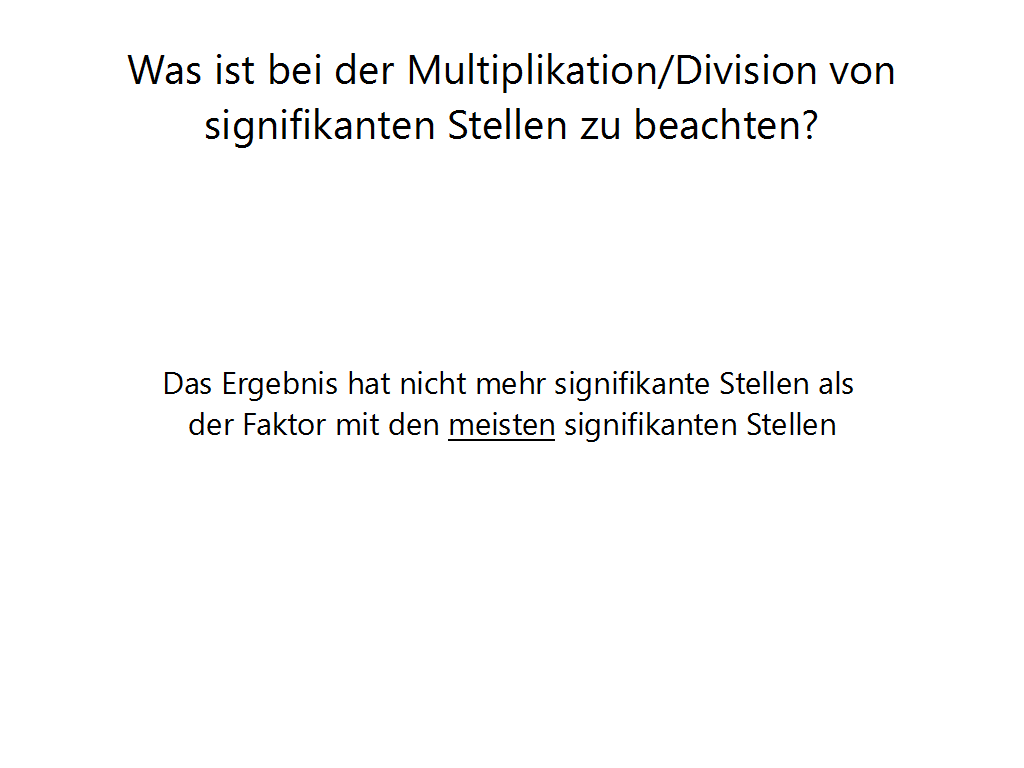 Was ist bei der Multiplikation/Division von
signifikanten Stellen zu beachten?
Das Ergebnis hat nicht mehr signifikante Stellen als
der Faktor mit den meisten signifikanten Stellen